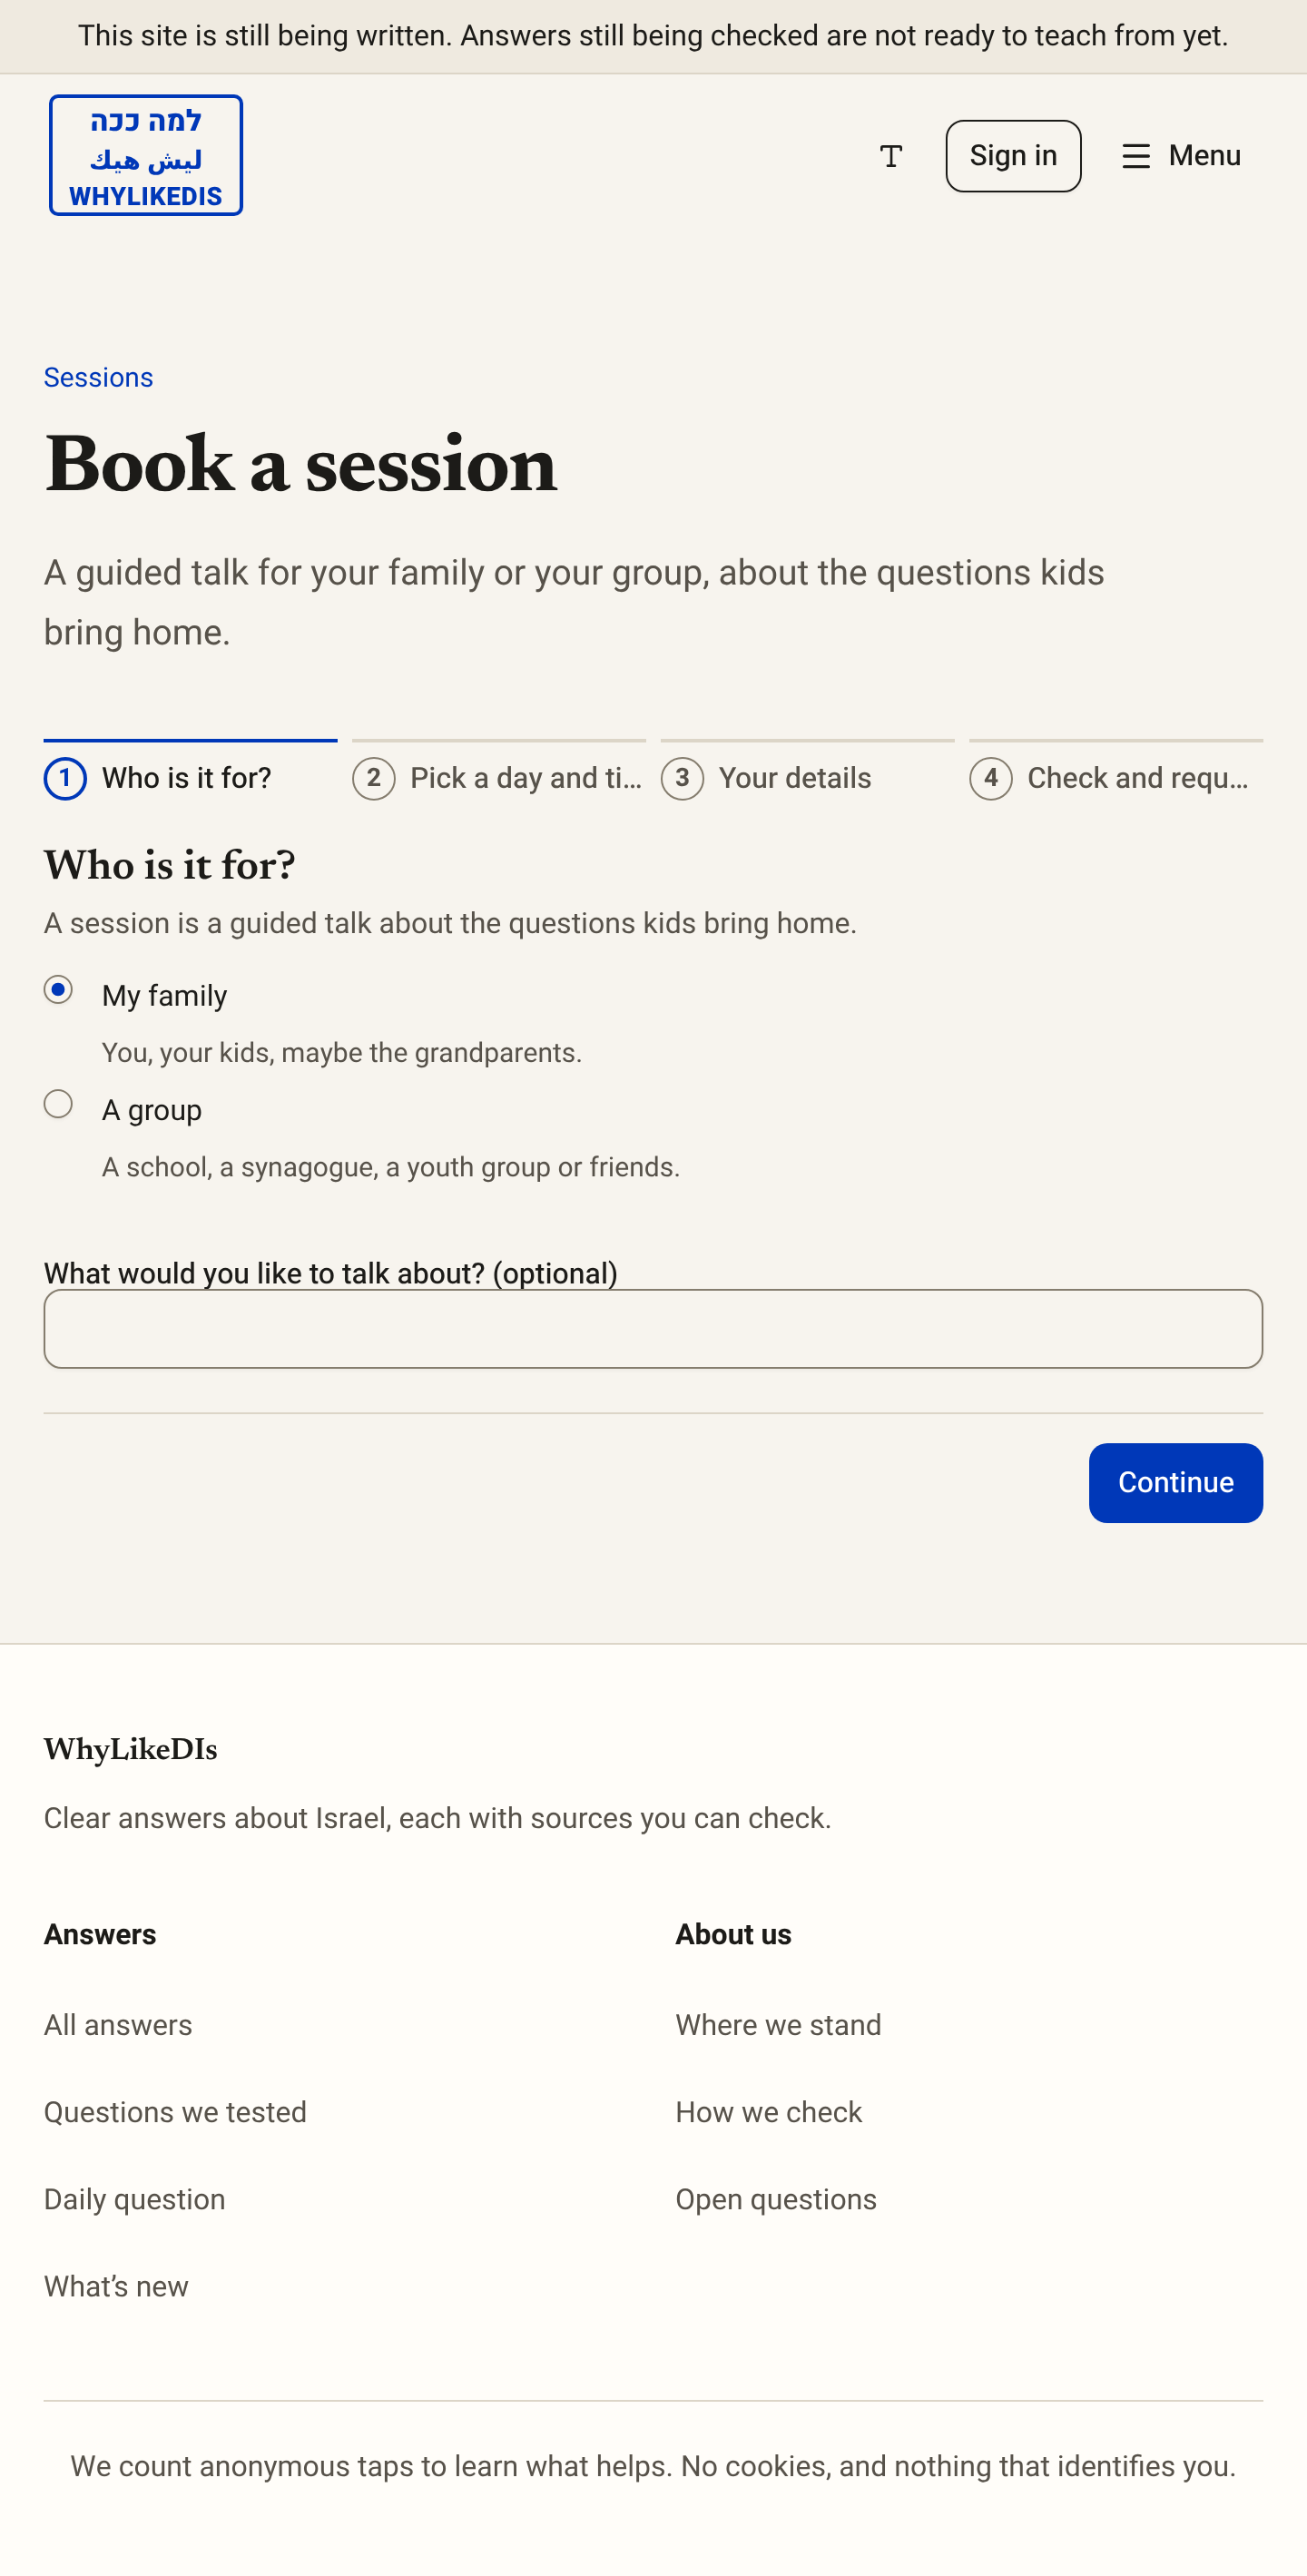 This site is still being written. Answers still being checked are not ready to teach from yet.
למה ככה
ليش هيك
WHYLIKEDIS
T
Sign in
Menu
Sessions
Book a session
A guided talk for your family or your group, about the questions kids
bring home.
1 Who is it for?
2 Pick a day and ti...
3 Your details
4 Check and requ...
Who is it for?
A session is a guided talk about the questions kids bring home.
My family
You, your kids, maybe the grandparents.
A group
A school, a synagogue, a youth group or friends.
What would you like to talk about? (optional)
Continue
WhyLikeDIs
Clear answers about Israel, each with sources you can check.
Answers
All answers
Questions we tested
Daily question
What’s new
About us
Where we stand
How we check
Open questions
We count anonymous taps to learn what helps. No cookies, and nothing that identifies you.